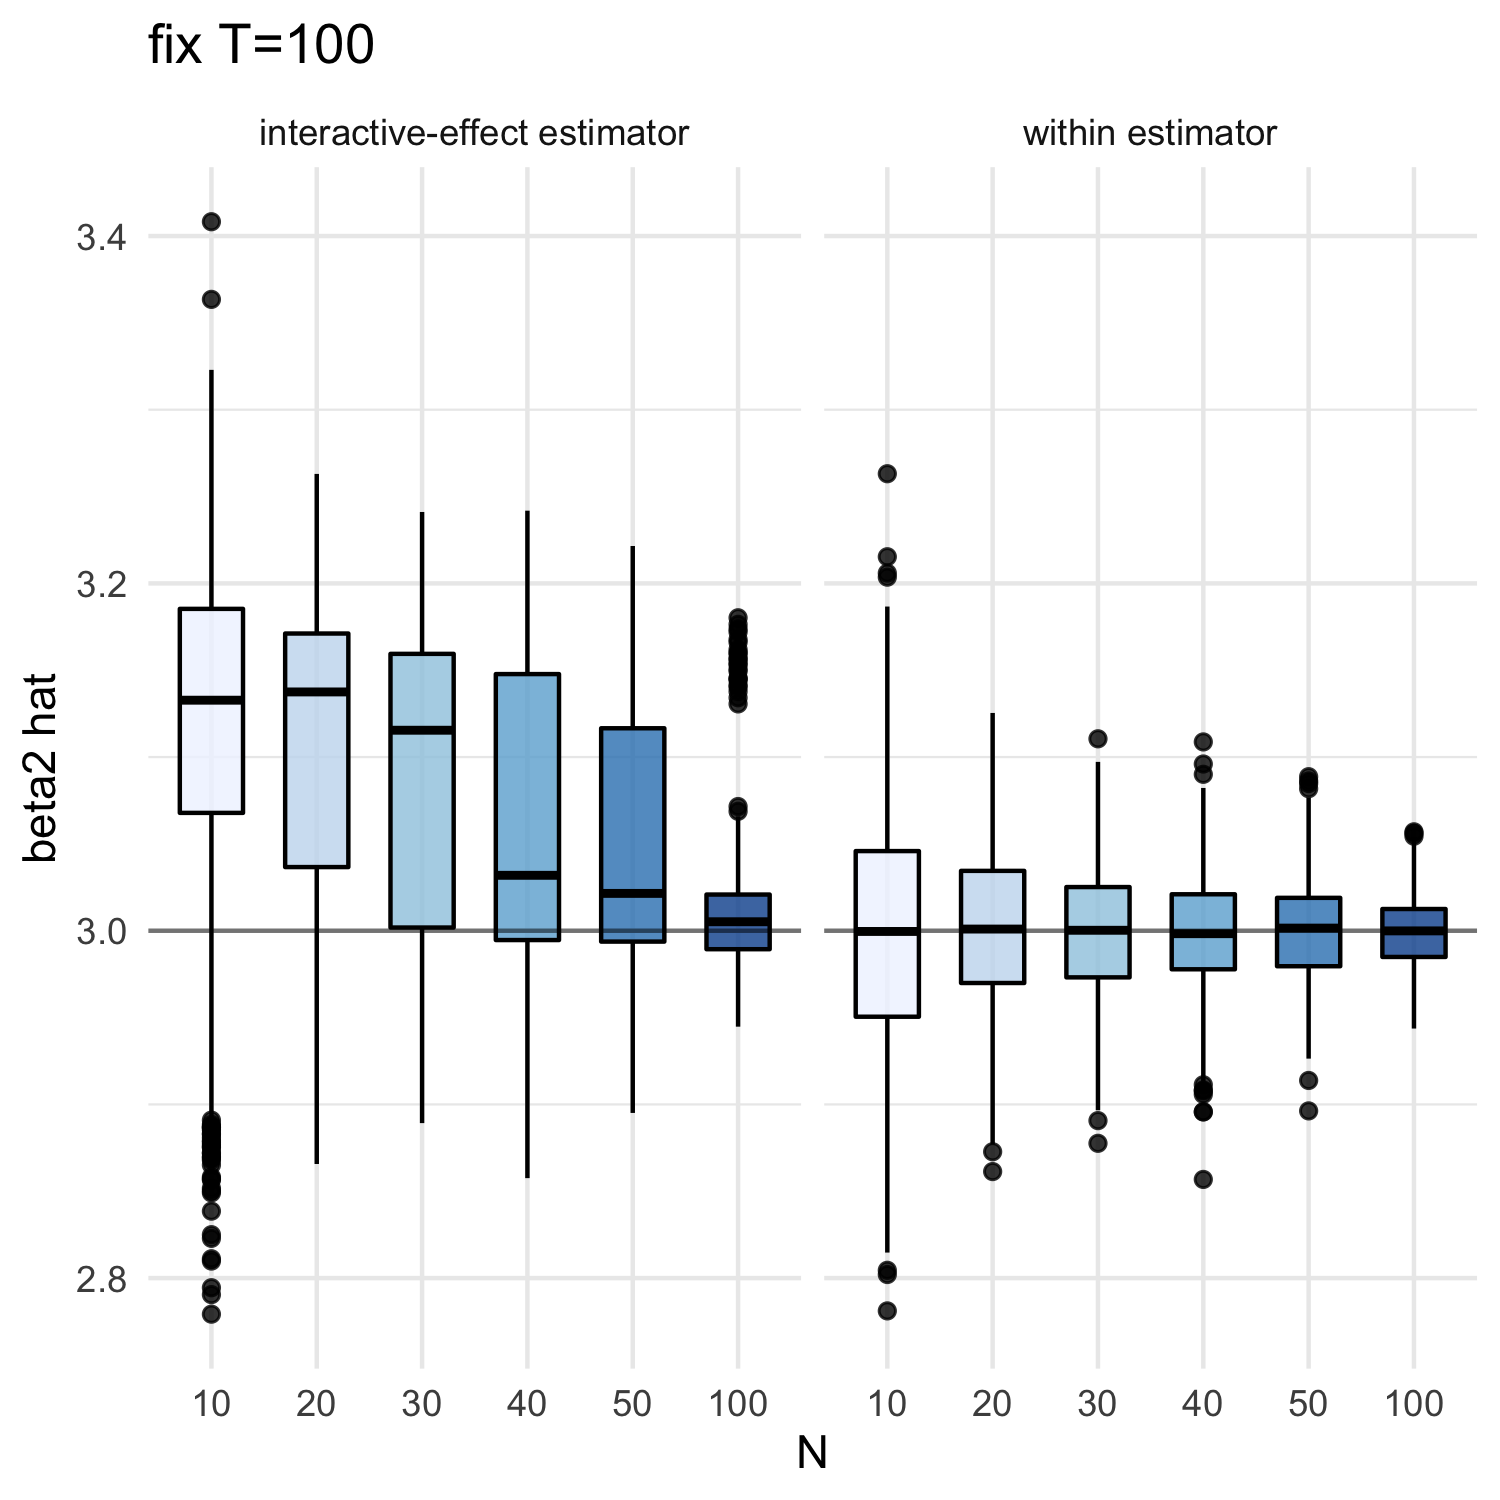 fix T=100
interactive-effect estimator
within estimator
beta2 hat
3.4
3.2
3.0
2.8
10 20 30 40 50 100
10 20 30 40 50 100
N